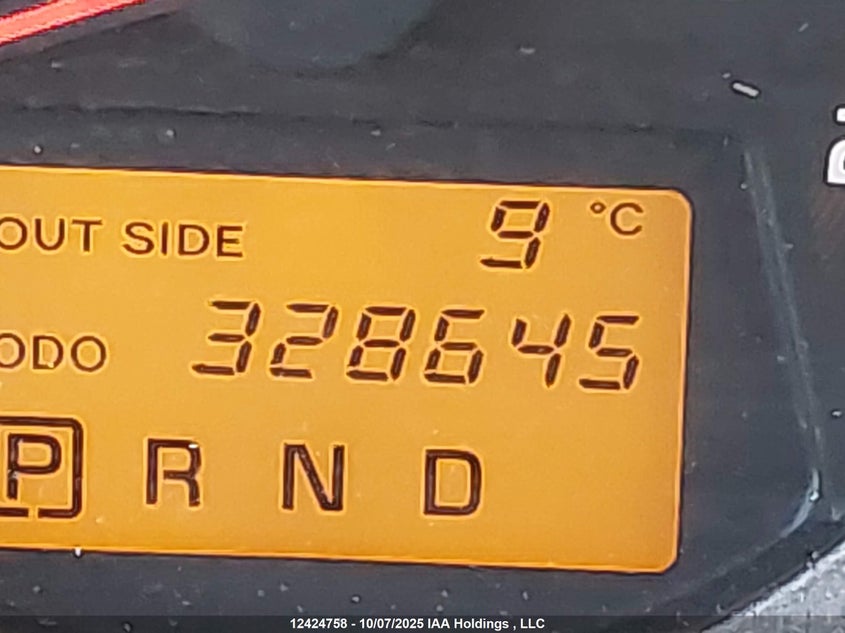 OUT SIDE 9 °C
ODO 328645
P R N D
12424758 - 10/07/2025 IAA Holdings , LLC